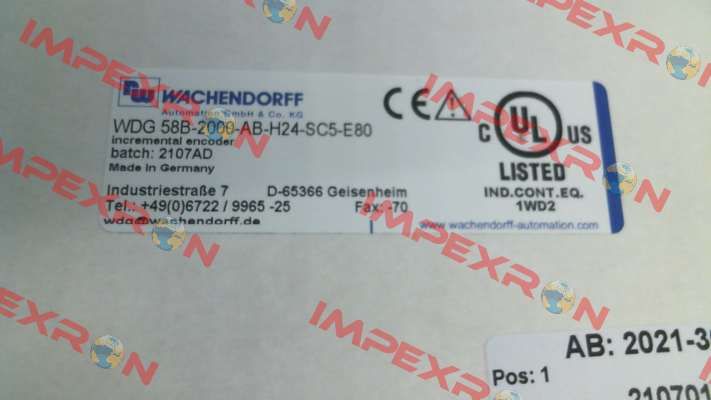 WACHENDORFF
Automation GmbH & Co. KG
WDG 58B-2000-AB-H24-SC5-E80
incremental encoder
batch: 2107AD
Made in Germany
Industriestraße 7 D-65366 Geisenheim
Tel.: +49(0)6722 / 9965 -25 Fax: -70
wdg@wachendorff.de
CE
C UL US
LISTED
IND.CONT.EQ.
1WD2
www.wachendorff-automation.com
AB: 2021-3
Pos: 1
210701
IMPEXRON
IMPEXRON
IMPEXRON
IMPEXRON
IMPEXRON